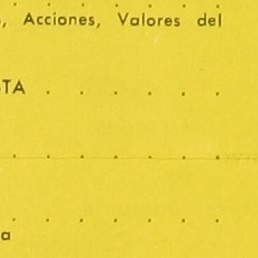 , Acciones, Valores del
TA . . . . . .
. . . . . . .
. . . . . . .
a